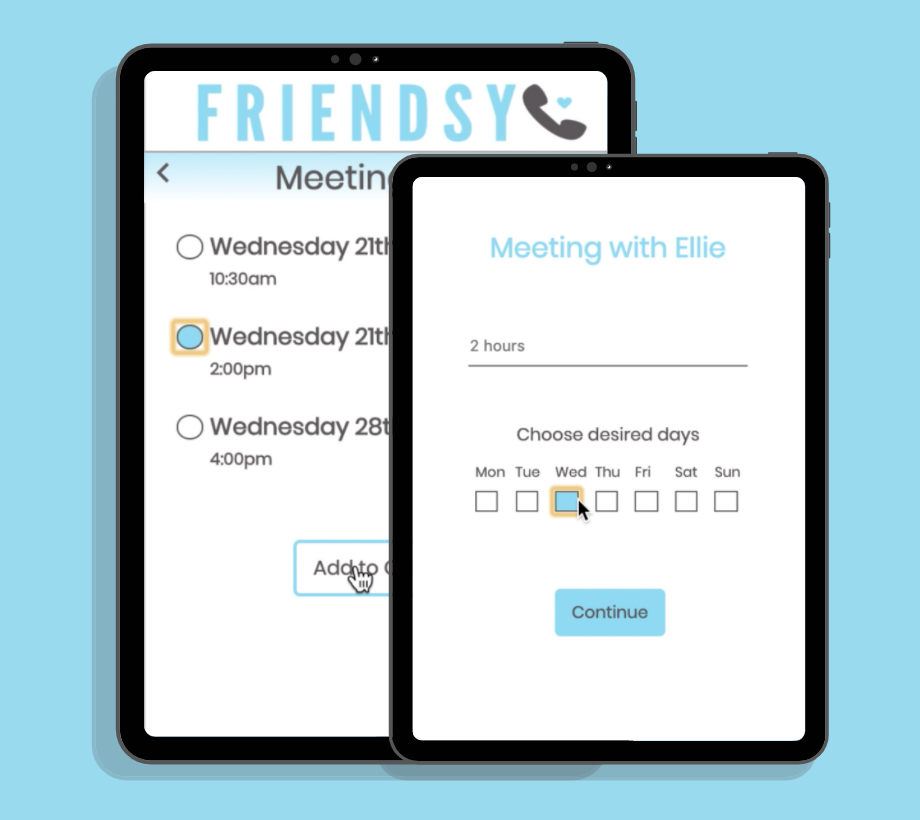 FRIENDSY
Meeting
Wednesday 21th
10:30am
Wednesday 21th
2:00pm
Wednesday 28t
4:00pm
Add to C
Meeting with Ellie
2 hours
Choose desired days
Mon Tue Wed Thu Fri Sat Sun
Continue